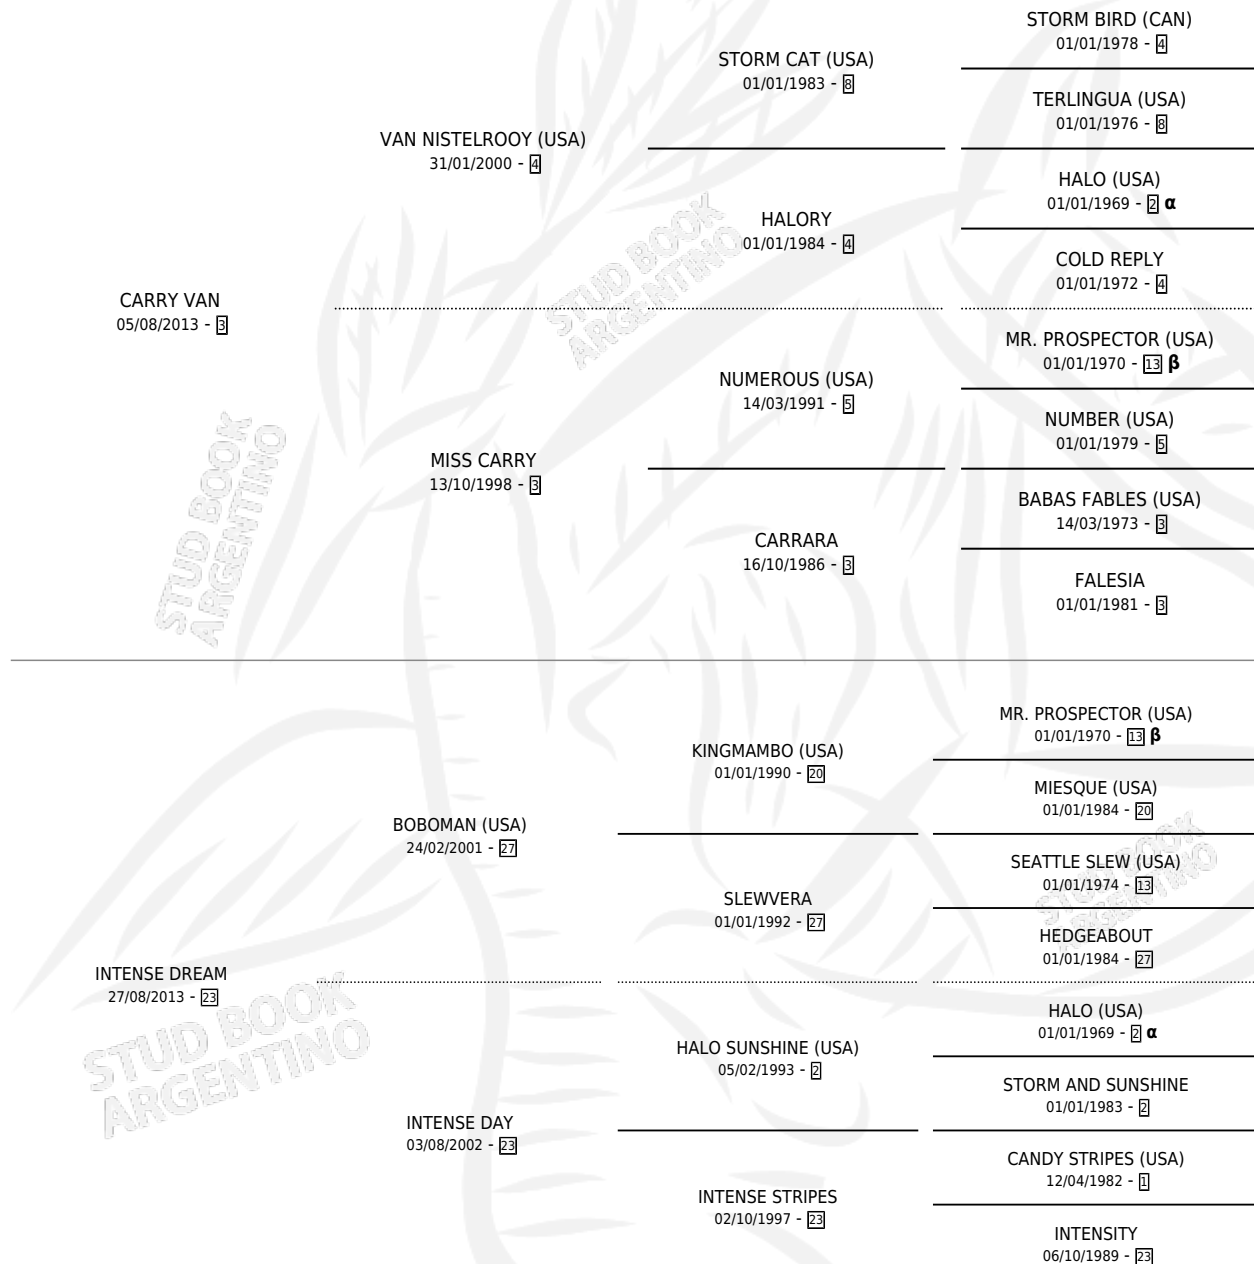 STORM BIRD (CAN)
01/01/1978 - 4
STORM CAT (USA)
01/01/1983 - 8
TERLINGUA (USA)
01/01/1976 - 8
VAN NISTELROOY (USA)
31/01/2000 - 4
HALO (USA)
01/01/1969 - 2 α
HALORY
01/01/1984 - 4
COLD REPLY
01/01/1972 - 4
CARRY VAN
05/08/2013 - 3
MR. PROSPECTOR (USA)
01/01/1970 - 13 β
NUMEROUS (USA)
14/03/1991 - 5
NUMBER (USA)
01/01/1979 - 5
MISS CARRY
13/10/1998 - 3
BABAS FABLES (USA)
14/03/1973 - 3
CARRARA
16/10/1986 - 3
FALESIA
01/01/1981 - 3
MR. PROSPECTOR (USA)
01/01/1970 - 13 β
KINGMAMBO (USA)
01/01/1990 - 20
MIESQUE (USA)
01/01/1984 - 20
BOBOMAN (USA)
24/02/2001 - 27
SEATTLE SLEW (USA)
01/01/1974 - 13
SLEWVERA
01/01/1992 - 27
HEDGEABOUT
01/01/1984 - 27
INTENSE DREAM
27/08/2013 - 23
HALO (USA)
01/01/1969 - 2 α
HALO SUNSHINE (USA)
05/02/1993 - 2
STORM AND SUNSHINE
01/01/1983 - 2
INTENSE DAY
03/08/2002 - 23
CANDY STRIPES (USA)
12/04/1982 - 1
INTENSE STRIPES
02/10/1997 - 23
INTENSITY
06/10/1989 - 23
STUD BOOK
ARGENTINO
STUD BOOK
ARGENTINO
STUD BOOK
ARGENTINO
STUD BOOK
ARGENTINO